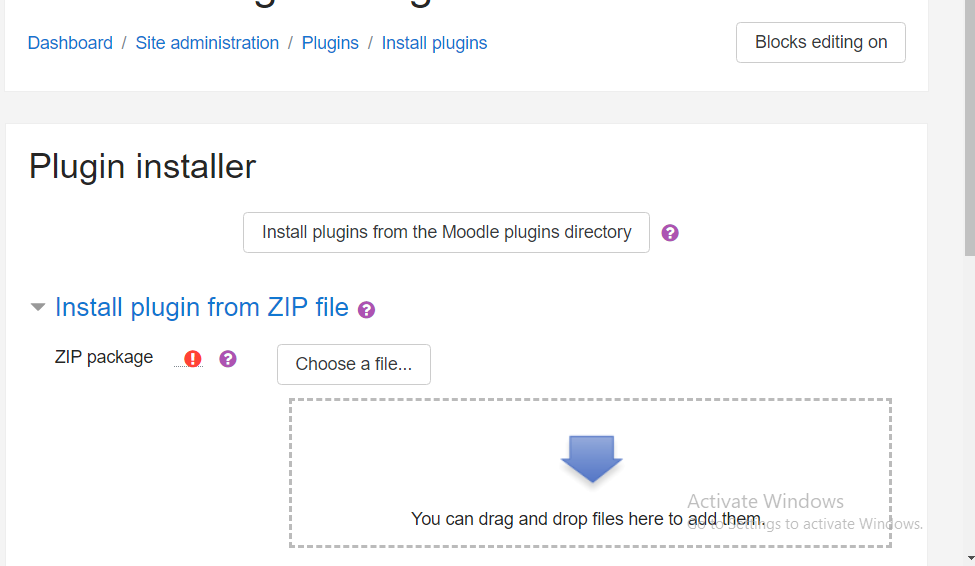 Dashboard / Site administration / Plugins / Install plugins
Blocks editing on
Plugin installer
Install plugins from the Moodle plugins directory
Install plugin from ZIP file
ZIP package
Choose a file...
You can drag and drop files here to add them.
Activate Windows
Go to Settings to activate Windows.